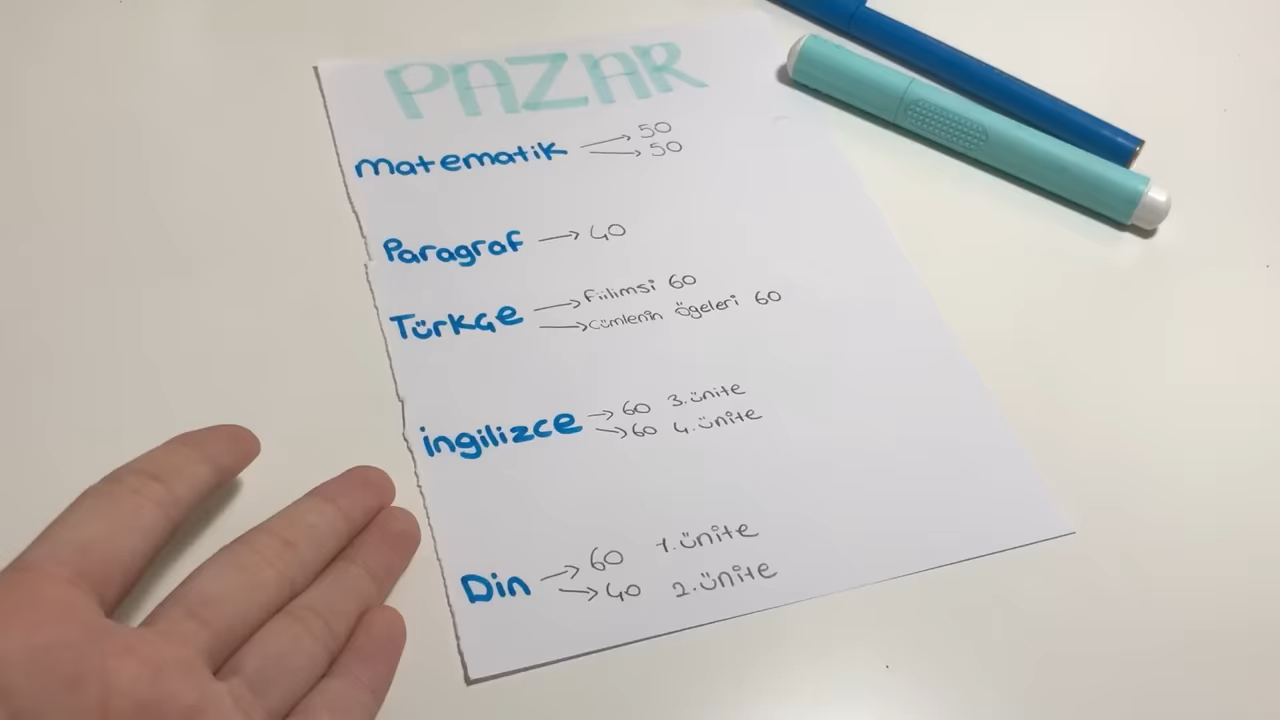 PAZAR
Matematik → 50
→ 50
Paragraf → 40
Türkçe → Fiilimsi 60
→ Cümlenin ögeleri 60
ingilizce → 60 3.ünite
→ 60 4.ünite
Din → 60 1.ünite
→ 40 2.ünite